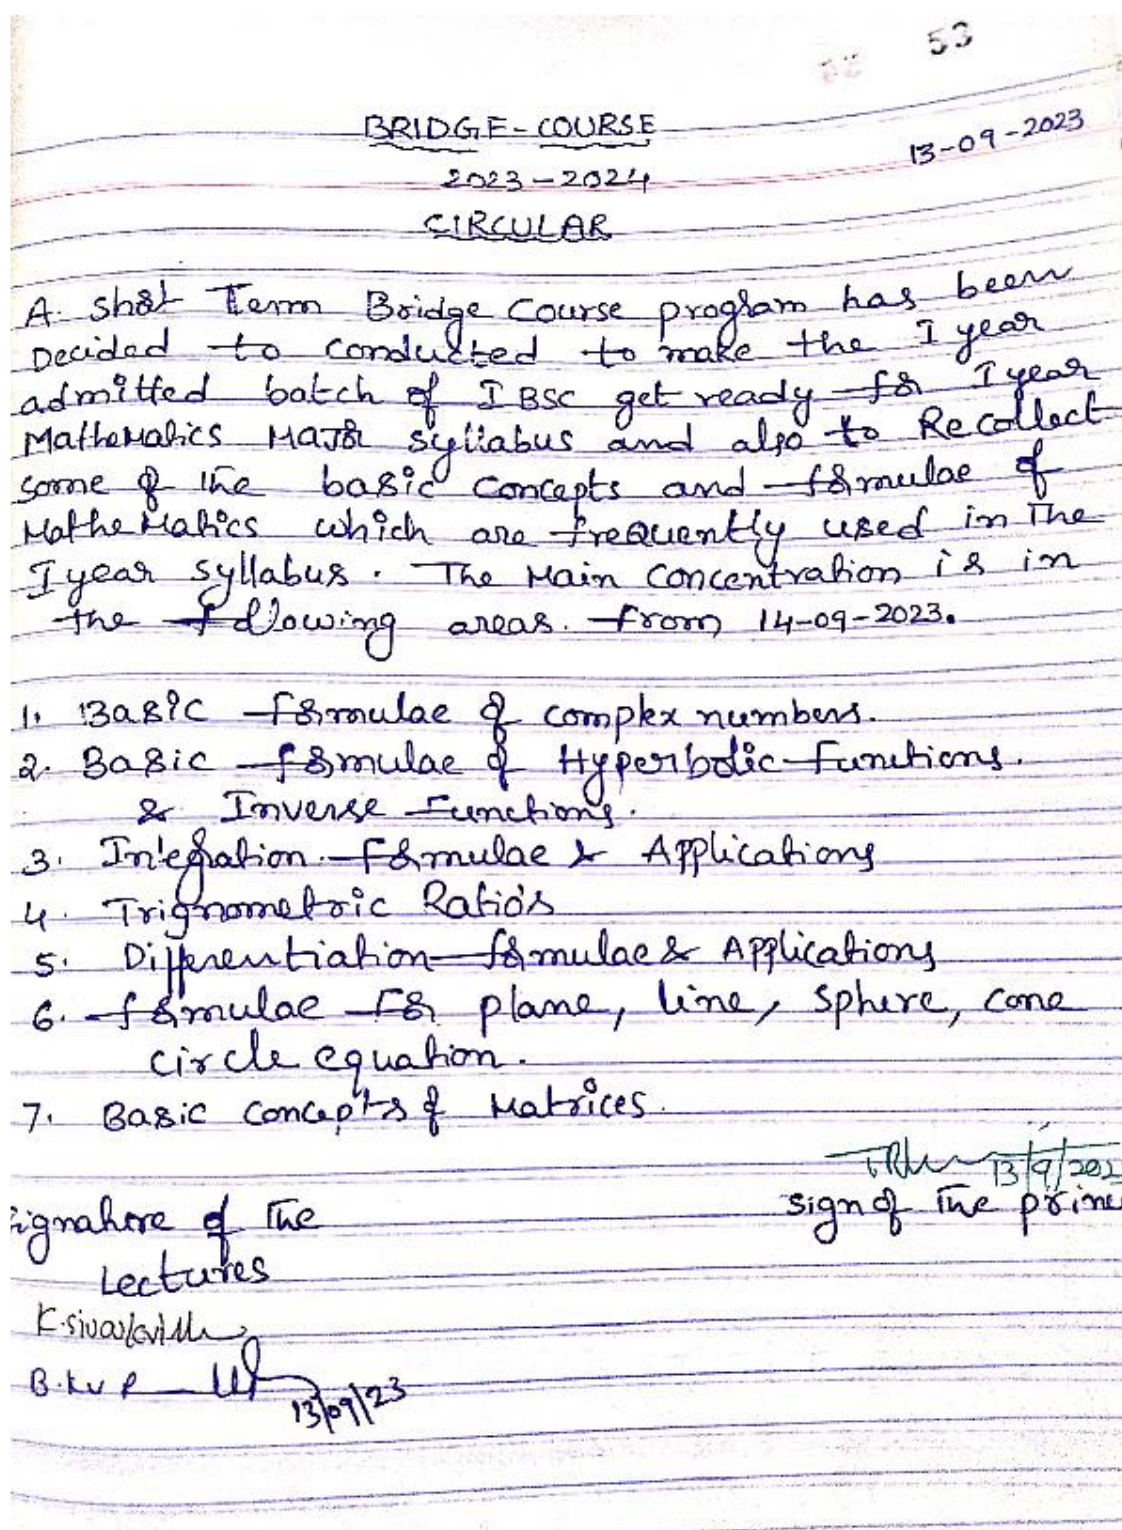 53
BRIDGE-COURSE
13-09-2023
2023-2024
CIRCULAR
A short Term Bridge Course program has been
Decided to conducted to make the I year
admitted batch of I BSC get ready for I year
Mathematics Major syllabus and also to Recollect
some of the basic concepts and formulae of
Mathematics which are frequently used in The
I year syllabus. The Main Concentration is in
the following areas. From 14-09-2023.
1. Basic formulae of complex numbers.
2. Basic formulae of Hyperbolic Functions.
& Inverse Functions.
3. Integration Formulae & Applications
4. Trignometric Ratio's
5. Differentiation formulae & Applications
6. formulae For plane, line, sphere, cone
circle equation.
7. Basic Concepts of Matrices.
13/9/202
sign of The princ
ignature of The
Lectures
B.K.V.P
13/09/23